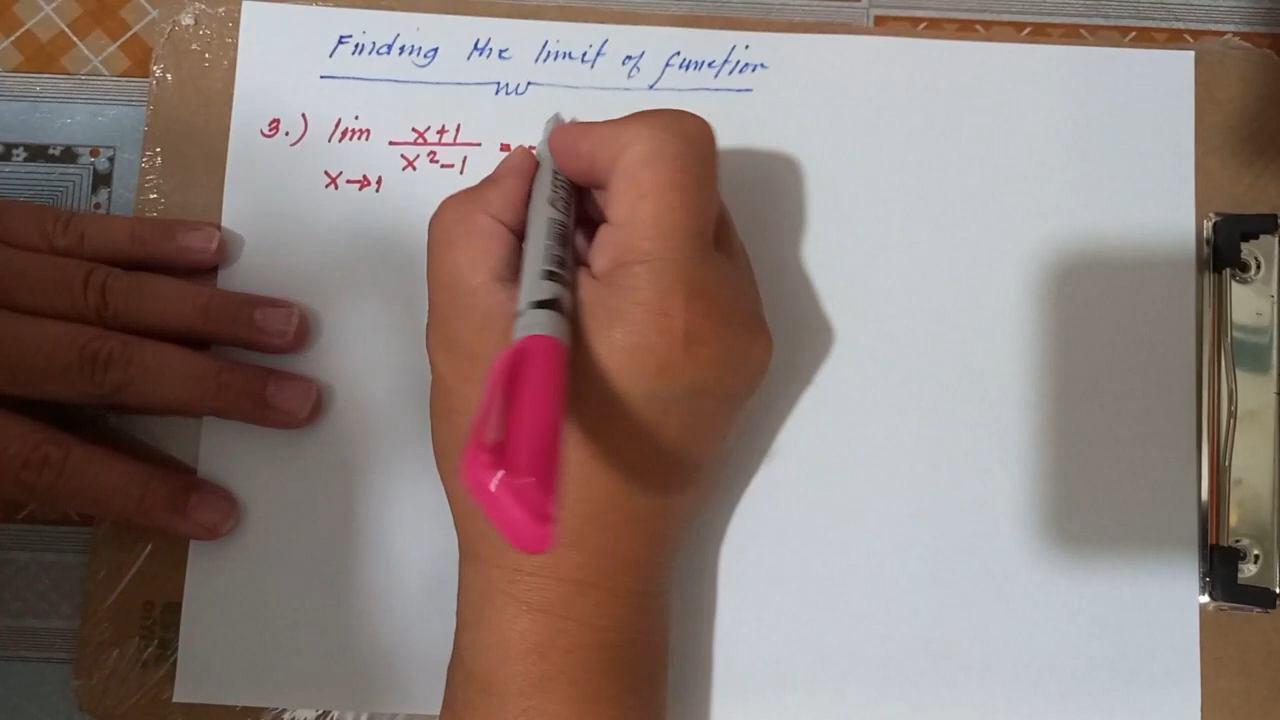 Finding the limit of function
3.) lim x+1 / x²-1 =
x→1